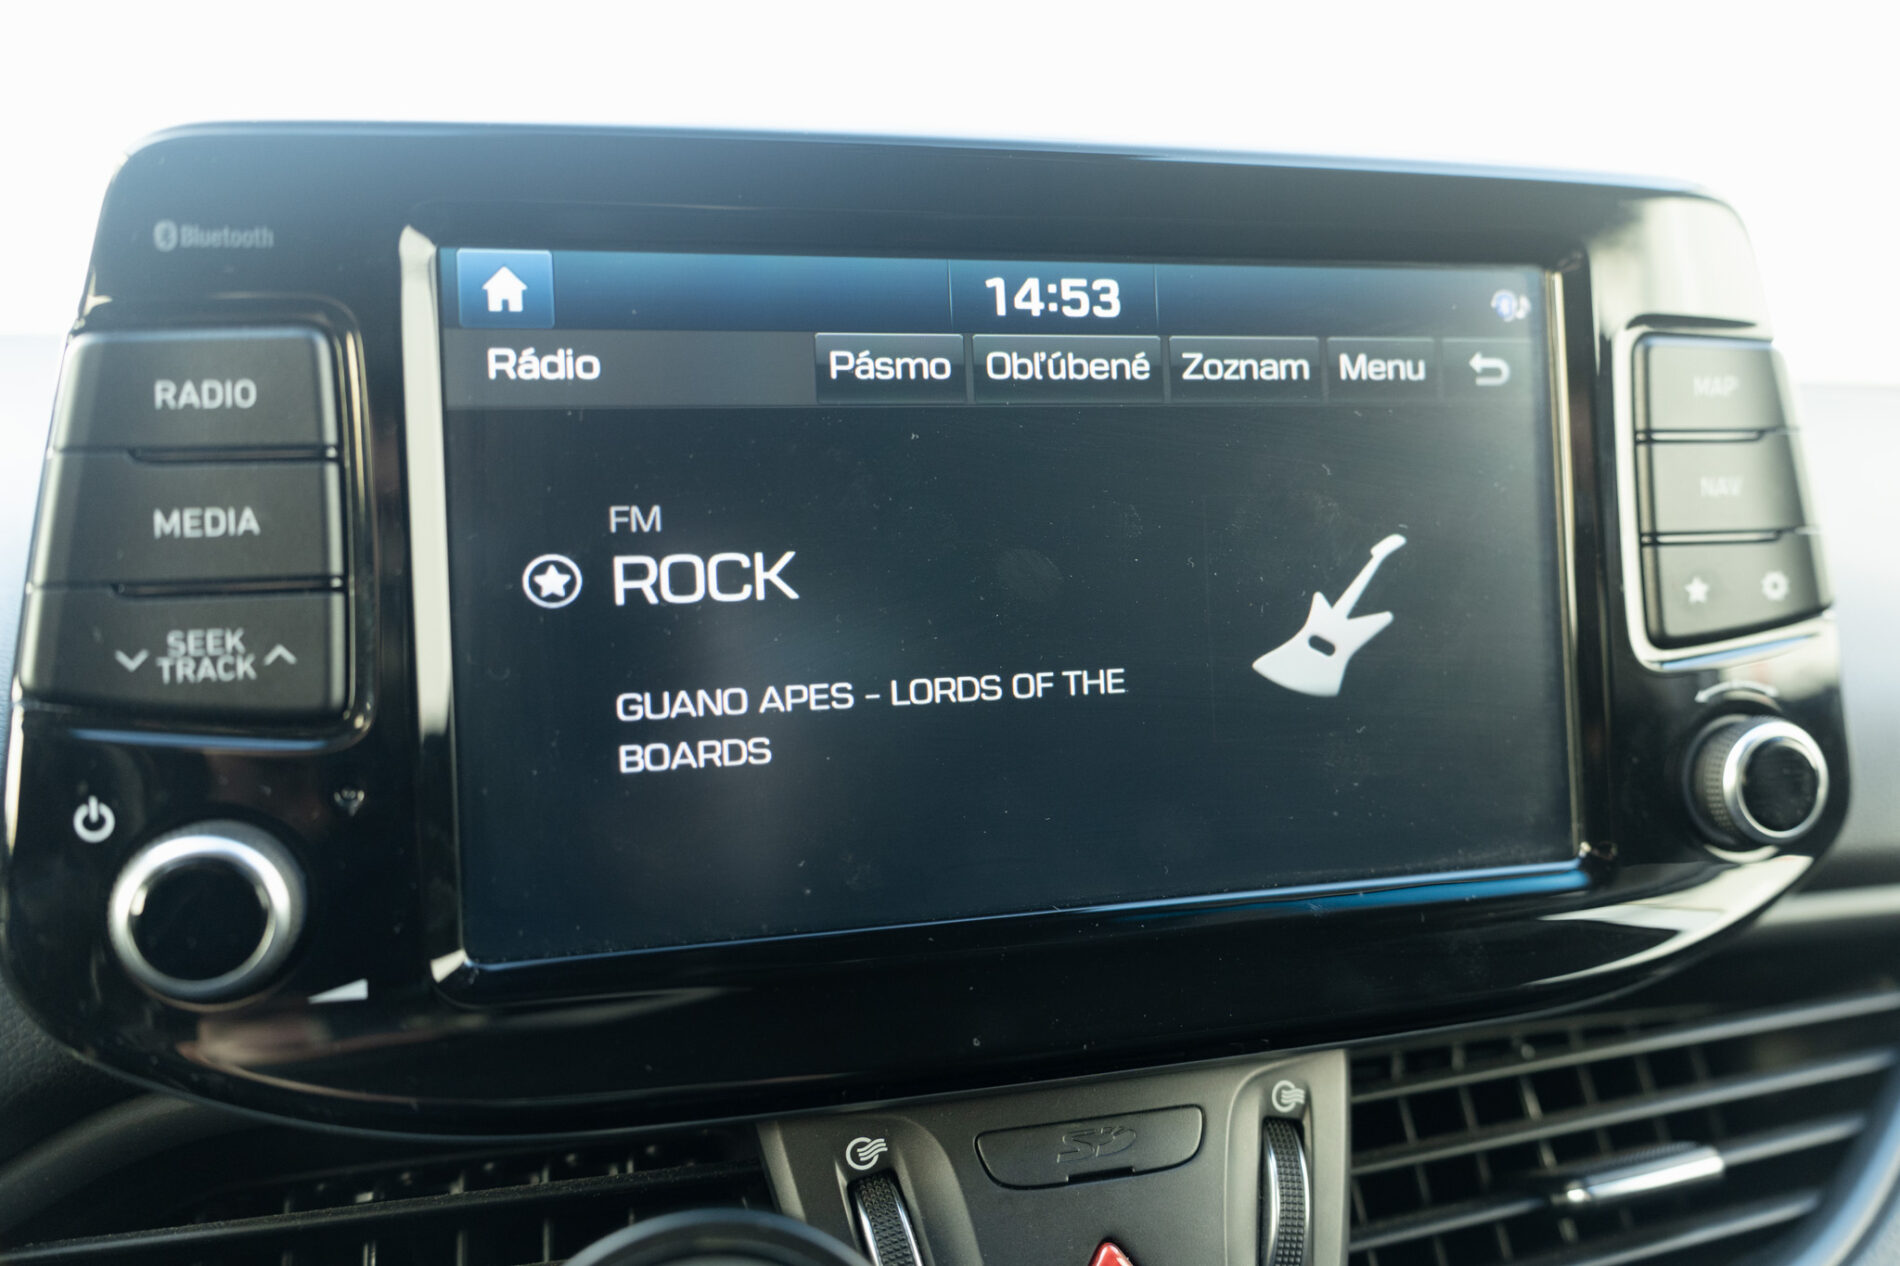 Bluetooth
14:53
Rádio Pásmo Obľúbené Zoznam Menu
RADIO
MEDIA
SEEK
TRACK
FM
ROCK
GUANO APES - LORDS OF THE
BOARDS
MAP
NAV
SD